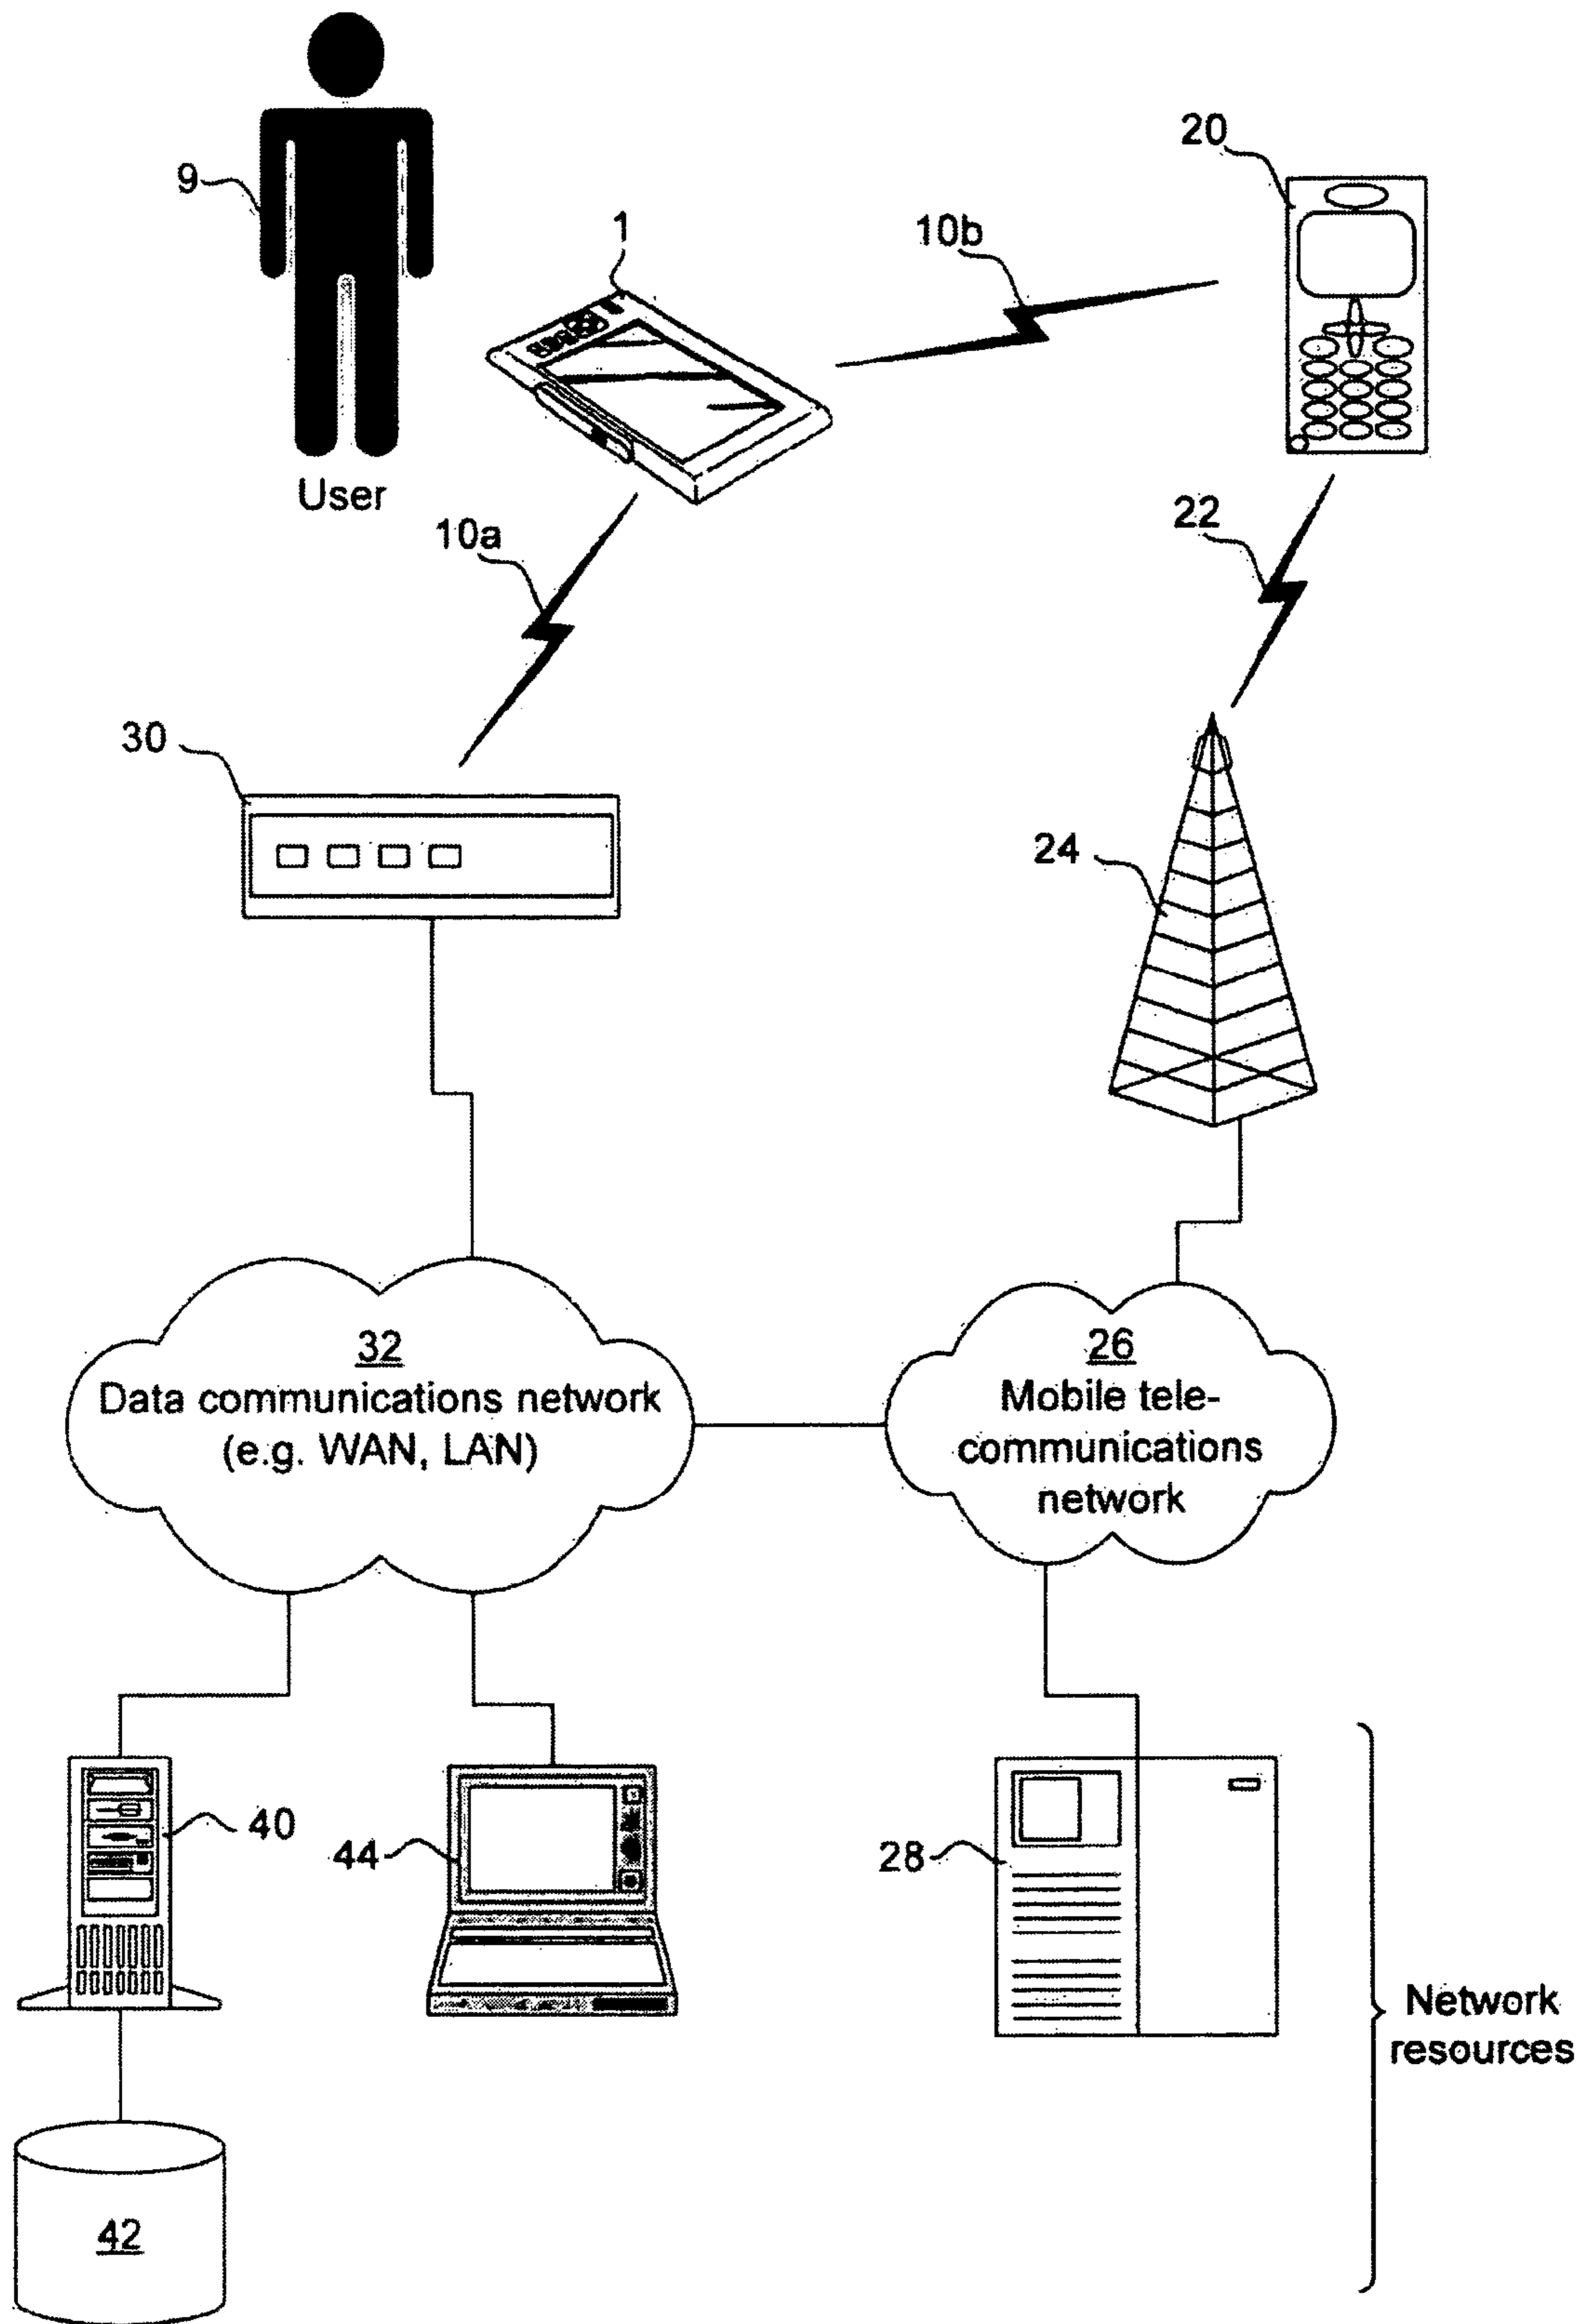 9
User
1
10b
20
10a
22
30
24
32
Data communications network
(e.g. WAN, LAN)
26
Mobile tele-
communications
network
40
44
28
Network
resources
42